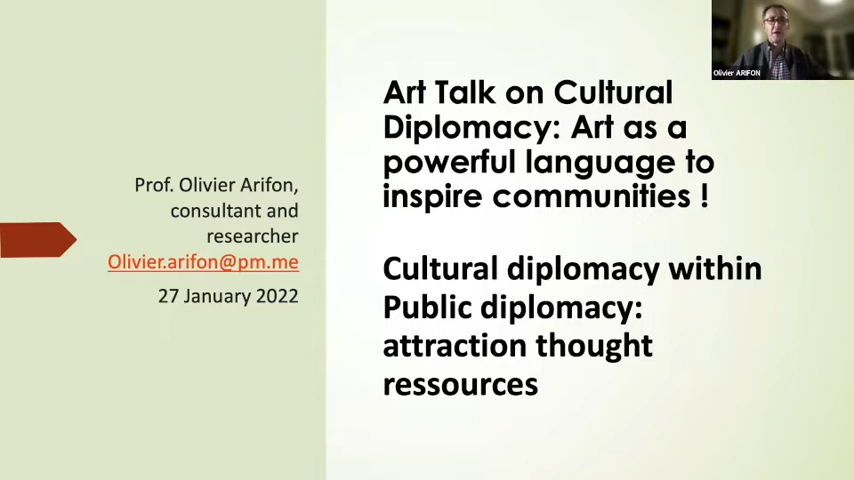 Olivier ARIFON
Art Talk on Cultural
Diplomacy: Art as a
powerful language to
inspire communities !
Cultural diplomacy within
Public diplomacy:
attraction thought
ressources
Prof. Olivier Arifon,
consultant and
researcher
Olivier.arifon@pm.me
27 January 2022